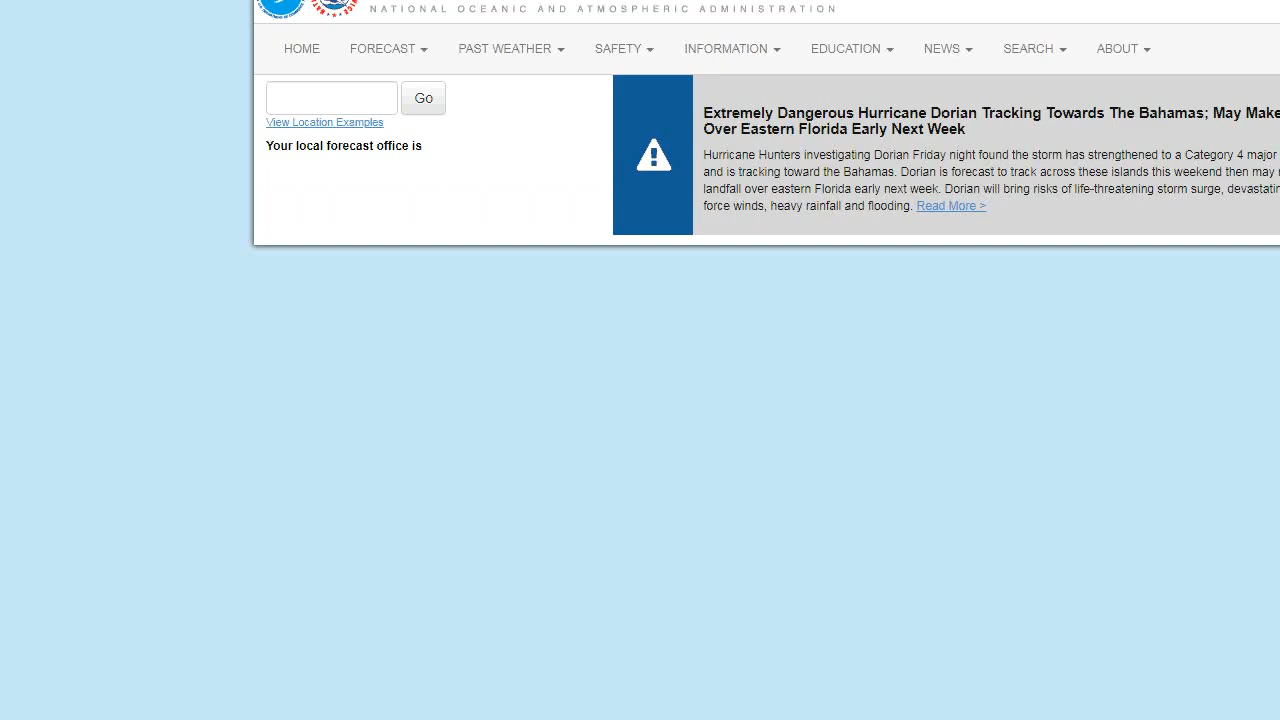 NATIONAL OCEANIC AND ATMOSPHERIC ADMINISTRATION
HOME FORECAST PAST WEATHER SAFETY INFORMATION EDUCATION NEWS SEARCH ABOUT
Go
View Location Examples
Your local forecast office is
Extremely Dangerous Hurricane Dorian Tracking Towards The Bahamas; May Make
Over Eastern Florida Early Next Week
Hurricane Hunters investigating Dorian Friday night found the storm has strengthened to a Category 4 major
and is tracking toward the Bahamas. Dorian is forecast to track across these islands this weekend then may
landfall over eastern Florida early next week. Dorian will bring risks of life-threatening storm surge,
force winds, heavy rainfall and flooding. Read More >